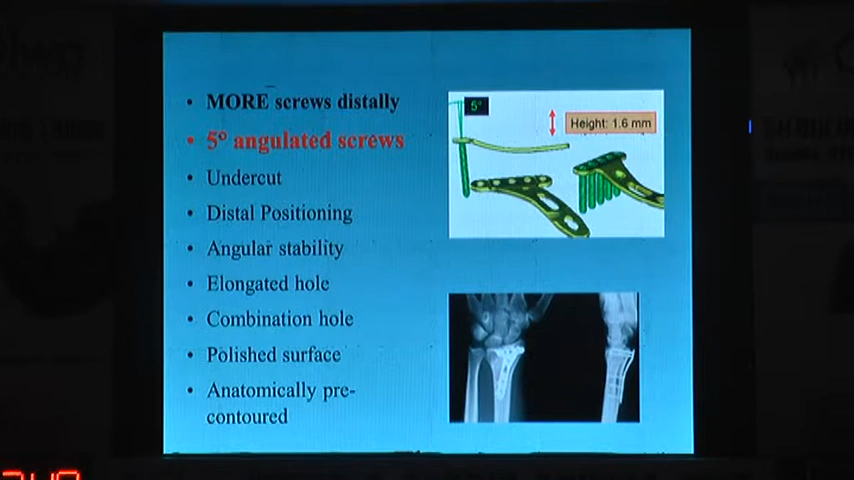 • MORE screws distally
• 5° angulated screws
• Undercut
• Distal Positioning
• Angular stability
• Elongated hole
• Combination hole
• Polished surface
• Anatomically pre-
contoured
5°
Height: 1.6 mm